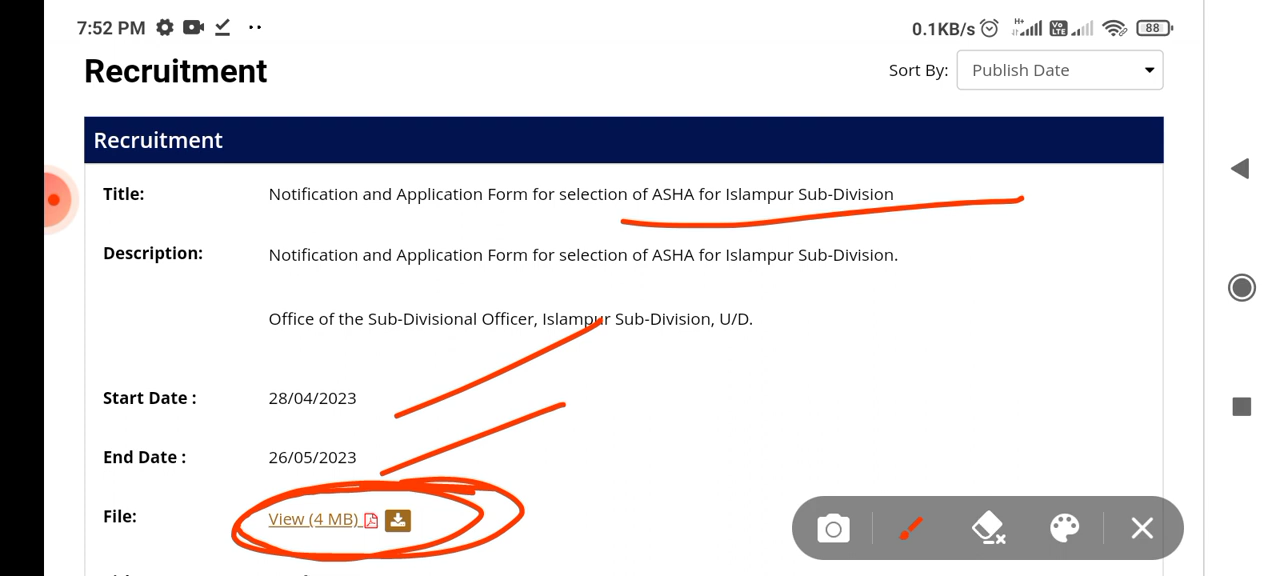 7:52 PM 0.1KB/s H+ Vo LTE 88
Recruitment Sort By: Publish Date
Recruitment
Title: Notification and Application Form for selection of ASHA for Islampur Sub-Division
Description: Notification and Application Form for selection of ASHA for Islampur Sub-Division.
Office of the Sub-Divisional Officer, Islampur Sub-Division, U/D.
Start Date : 28/04/2023
End Date : 26/05/2023
File: View (4 MB)